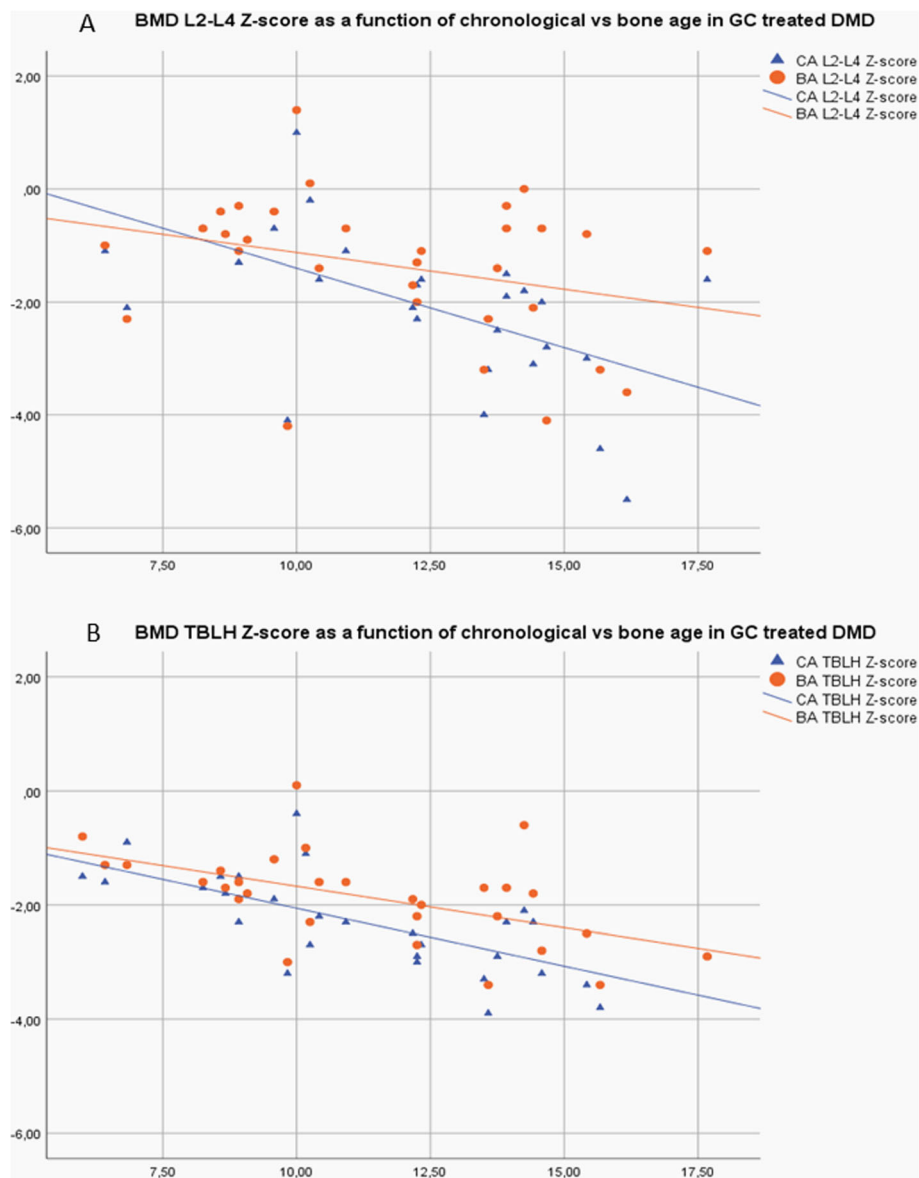 A
BMD L2-L4 Z-score as a function of chronological vs bone age in GC treated DMD
CA L2-L4 Z-score
BA L2-L4 Z-score
CA L2-L4 Z-score
BA L2-L4 Z-score
2,00
,00
-2,00
-4,00
-6,00
7,50 10,00 12,50 15,00 17,50
B
BMD TBLH Z-score as a function of chronological vs bone age in GC treated DMD
CA TBLH Z-score
BA TBLH Z-score
CA TBLH Z-score
BA TBLH Z-score
2,00
,00
-2,00
-4,00
-6,00
7,50 10,00 12,50 15,00 17,50